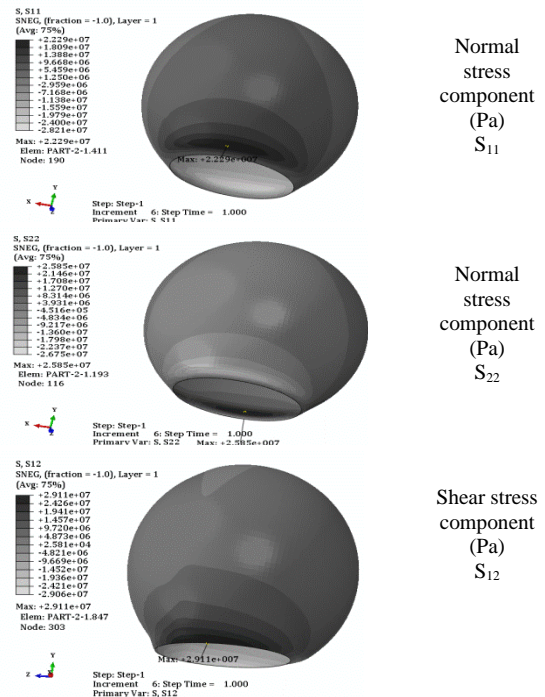 S, S11
SNEG, (fraction = -1.0), Layer = 1
(Avg: 75%)
+2.229e+07
+1.809e+07
+1.388e+07
+9.668e+06
+5.459e+06
+1.250e+06
-2.959e+06
-7.168e+06
-1.138e+07
-1.559e+07
-1.979e+07
-2.400e+07
-2.821e+07
Max: +2.229e+07
Elem: PART-2-1.411
Node: 190
Max: +2.229e+007
Y
X
Z
Step: Step-1
Increment 6: Step Time = 1.000
Primary Var: S, S11
Normal
stress
component
(Pa)
S11
S, S22
SNEG, (fraction = -1.0), Layer = 1
(Avg: 75%)
+2.585e+07
+2.146e+07
+1.708e+07
+1.270e+07
+8.314e+06
+3.931e+06
-4.516e+05
-4.834e+06
-9.217e+06
-1.360e+07
-1.798e+07
-2.237e+07
-2.675e+07
Max: +2.585e+07
Elem: PART-2-1.193
Node: 116
Y
X
Z
Step: Step-1
Increment 6: Step Time = 1.000
Primary Var: S, S22 Max: +2.585e+007
Normal
stress
component
(Pa)
S22
S, S12
SNEG, (fraction = -1.0), Layer = 1
(Avg: 75%)
+2.911e+07
+2.426e+07
+1.941e+07
+1.457e+07
+9.720e+06
+4.873e+06
+2.581e+04
-4.821e+06
-9.669e+06
-1.452e+07
-1.936e+07
-2.421e+07
-2.906e+07
Max: +2.911e+07
Elem: PART-2-1.847
Node: 303
Max: +2.911e+007
Y
Z
X
Step: Step-1
Increment 6: Step Time = 1.000
Primary Var: S, S12
Shear stress
component
(Pa)
S12